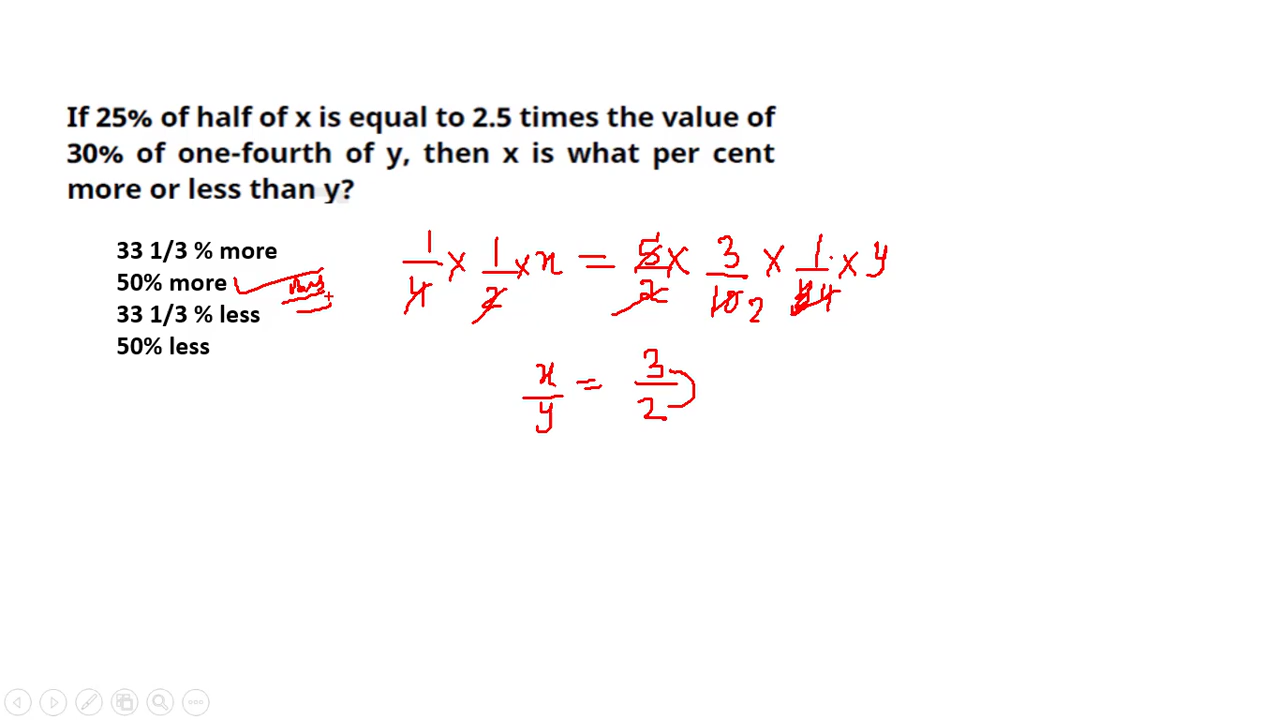 If 25% of half of x is equal to 2.5 times the value of
30% of one-fourth of y, then x is what per cent
more or less than y?
33 1/3 % more
50% more
33 1/3 % less
50% less
1/4 × 1/2 × x = 5/2 × 3/10 2 × 1/4 × y
x/y = 3/2